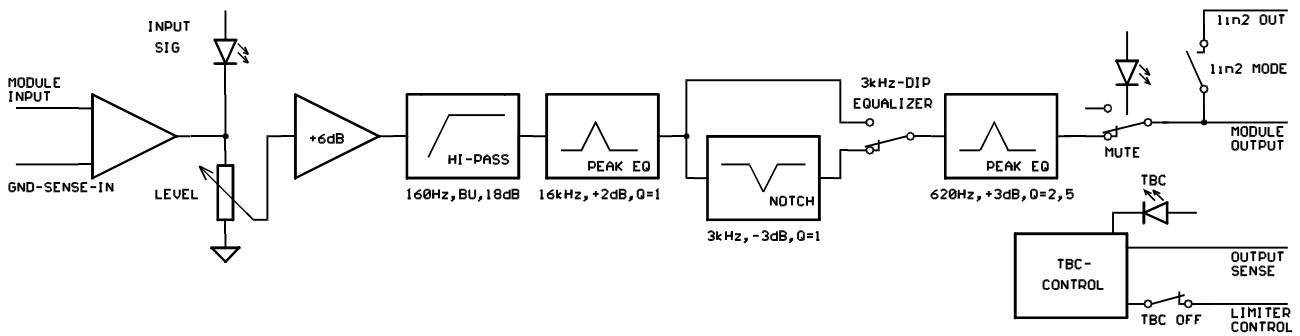 INPUT
SIG
MODULE
INPUT
GND-SENSE-IN
LEVEL
+6dB
HI-PASS
160Hz,BU,18dB
PEAK EQ
16kHz,+2dB,Q=1
NOTCH
3kHz,-3dB,Q=1
3kHz-DIP
EQUALIZER
PEAK EQ
620Hz,+3dB,Q=2,5
MUTE
1in2 OUT
1in2 MODE
MODULE
OUTPUT
TBC
TBC-
CONTROL
OUTPUT
SENSE
TBC OFF
LIMITER
CONTROL